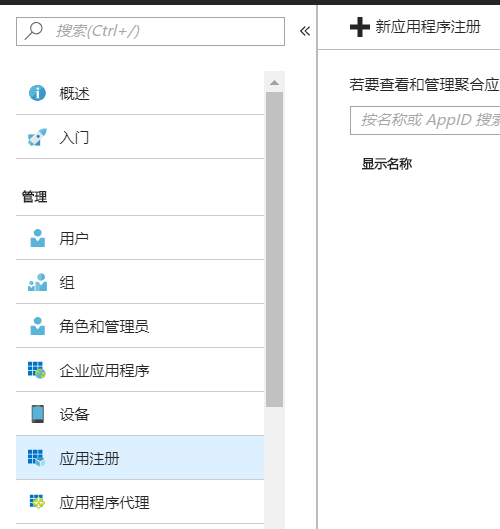 搜索(Ctrl+/)
概述
入门
管理
用户
组
角色和管理员
企业应用程序
设备
应用注册
应用程序代理
新应用程序注册
若要查看和管理聚合应
按名称或 AppID 搜索
显示名称